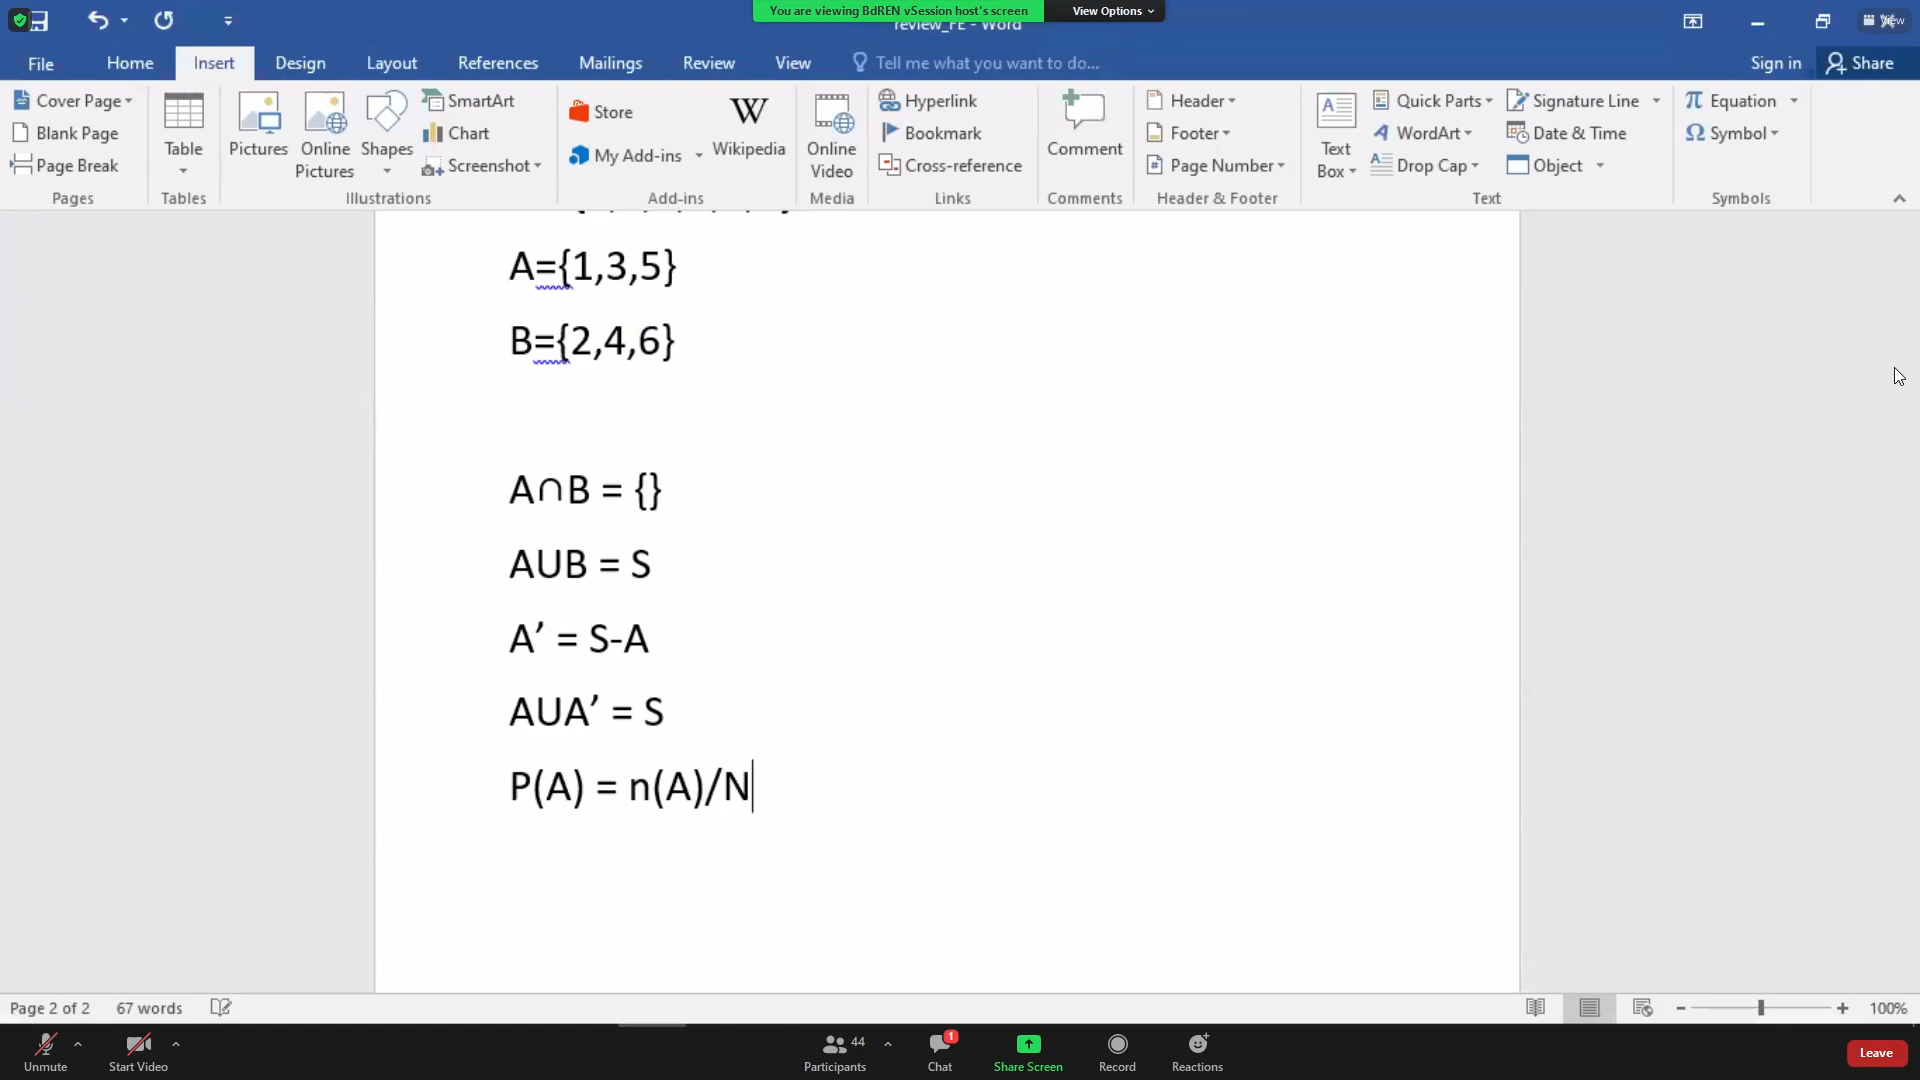 You are viewing BdREN vSession host's screen
View Options
review_FE - Word
View
File
Home
Insert
Design
Layout
References
Mailings
Review
View
Tell me what you want to do...
Sign in
Share
Cover Page
Blank Page
Page Break
Pages
Table
Tables
Pictures
Online Pictures
Shapes
SmartArt
Chart
Screenshot
Illustrations
Store
My Add-ins
W
Wikipedia
Add-ins
Online Video
Media
Hyperlink
Bookmark
Cross-reference
Links
Comment
Comments
Header
Footer
Page Number
Header & Footer
Text Box
Quick Parts
WordArt
Drop Cap
Signature Line
Date & Time
Object
Text
Equation
Symbol
Symbols
A={1,3,5}
B={2,4,6}
A∩B = {}
AUB = S
A’ = S-A
AUA’ = S
P(A) = n(A)/N
Page 2 of 2
67 words
100%
Unmute
Start Video
44
Participants
1
Chat
Share Screen
Record
Reactions
Leave